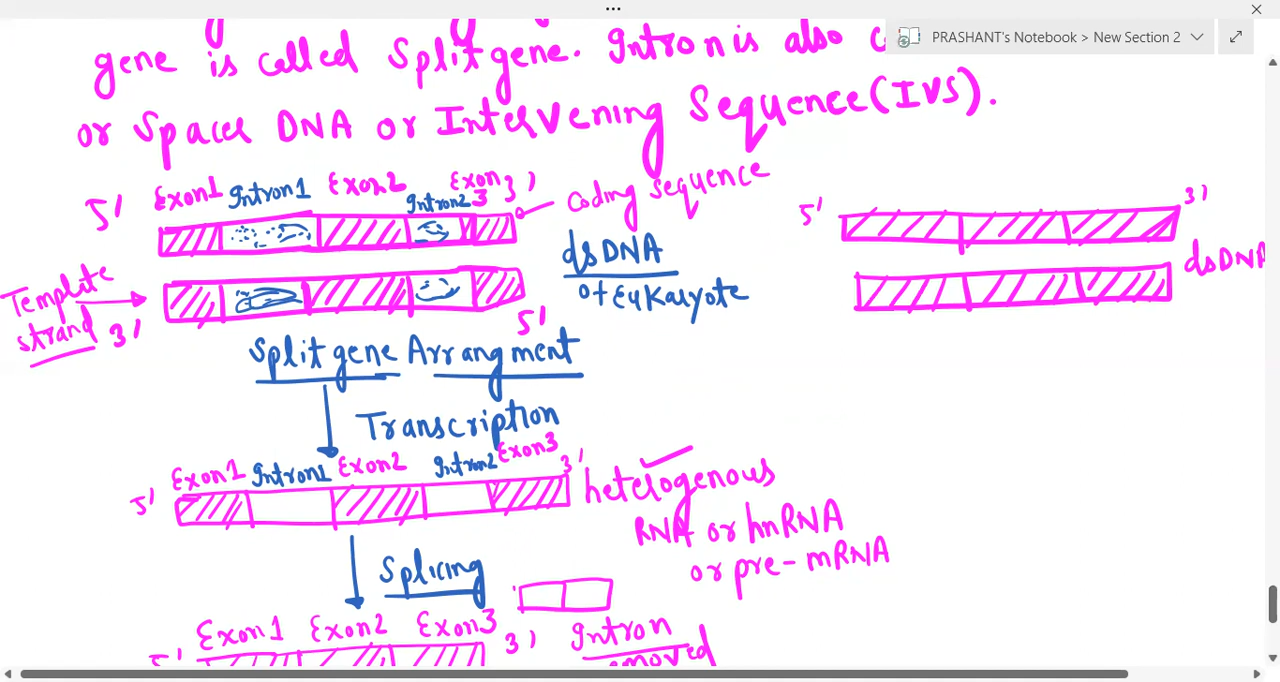 PRASHANT's Notebook > New Section 2
gene is called Split gene. Intron is also
or Spacer DNA or Intervening Sequence (IVS).
5' Exon1 Intron1 Exon2 Intron2 Exon 3 3'
Coding Sequence
dsDNA
of Eukaryote
Template
strand 3' 5'
5' 3'
dsDNA
Split gene Arrangment
Transcription
Exon1 Intron1 Exon2 Intron2 Exon3
5' 3' heterogenous
RNA or hnRNA
or pre-mRNA
Splicing
Exon1 Exon2 Exon3
5' 3' Intron